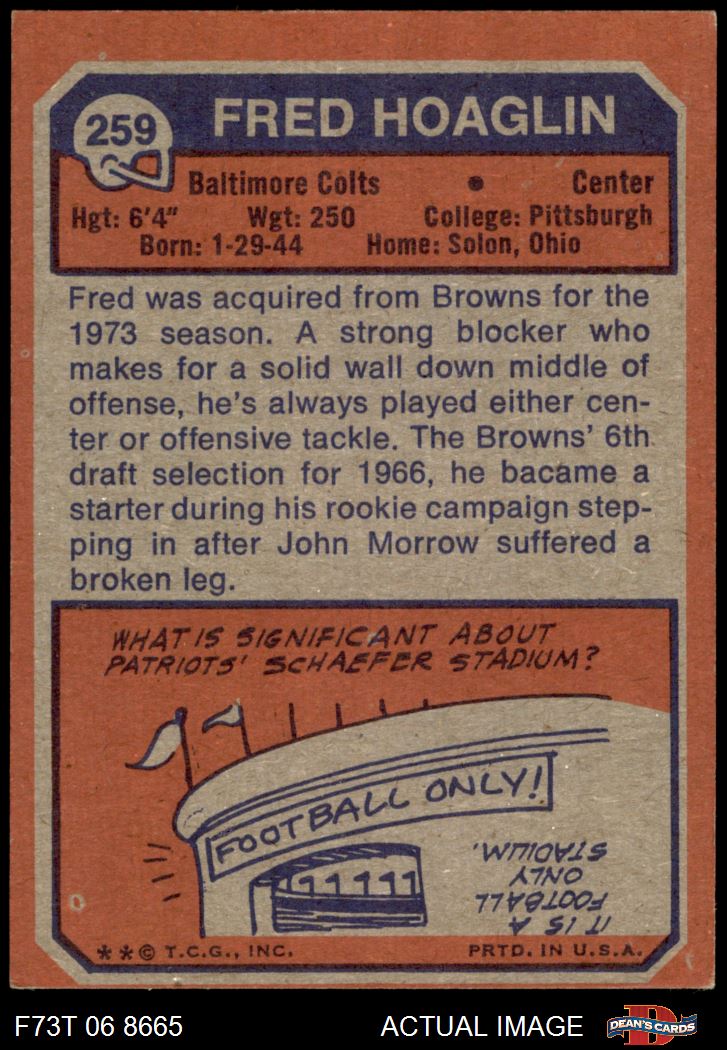 259
FRED HOAGLIN
Baltimore Colts • Center
Hgt: 6'4" Wgt: 250 College: Pittsburgh
Born: 1-29-44 Home: Solon, Ohio
Fred was acquired from Browns for the
1973 season. A strong blocker who
makes for a solid wall down middle of
offense, he's always played either cen-
ter or offensive tackle. The Browns' 6th
draft selection for 1966, he bacame a
starter during his rookie campaign step-
ping in after John Morrow suffered a
broken leg.
WHAT IS SIGNIFICANT ABOUT
PATRIOTS' SCHAEFER STADIUM?
FOOTBALL ONLY!
IT IS A
FOOTBALL
ONLY
STADIUM.
**© T.C.G., INC. PRTD. IN U.S.A.
F73T 06 8665 ACTUAL IMAGE DEAN'S CARDS